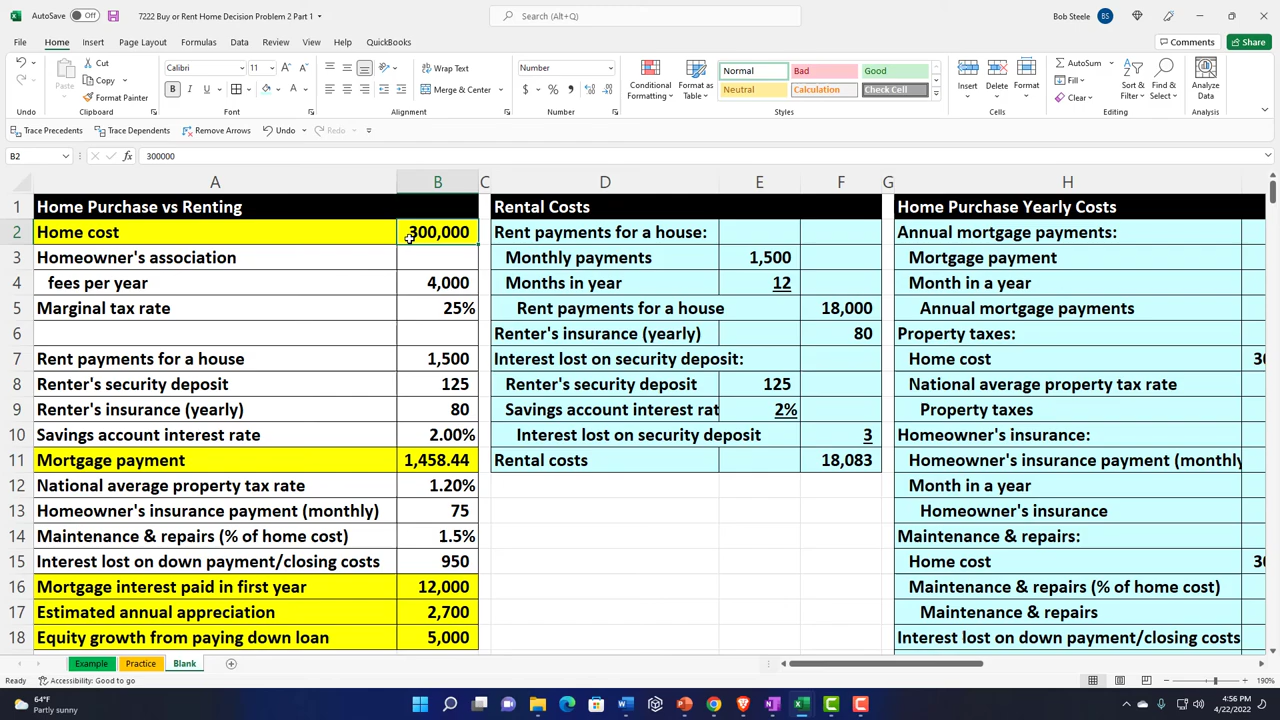 AutoSave Off 7222 Buy or Rent Home Decision Problem 2 Part 1 Search (Alt+Q) Bob Steele BS
File Home Insert Page Layout Formulas Data Review View Help QuickBooks Comments Share
Cut Calibri 11 Wrap Text Number Normal Bad Good AutoSum
Paste Copy Conditional Format as Insert Delete Format Fill Sort & Find & Analyze
Format Painter Merge & Center Formatting Table Neutral Calculation Check Cell Clear Filter Select Data
Undo Clipboard Font Alignment Number Styles Cells Editing Analysis
Trace Precedents Trace Dependents Remove Arrows Undo Redo
B2 fx 300000
A B C D E F G H
1 Home Purchase vs Renting Rental Costs Home Purchase Yearly Costs
2 Home cost 300,000 Rent payments for a house: Annual mortgage payments:
3 Homeowner's association Monthly payments 1,500 Mortgage payment
4 fees per year 4,000 Months in year 12 Month in a year
5 Marginal tax rate 25% Rent payments for a house 18,000 Annual mortgage payments
6 Renter's insurance (yearly) 80 Property taxes:
7 Rent payments for a house 1,500 Interest lost on security deposit: Home cost 30
8 Renter's security deposit 125 Renter's security deposit 125 National average property tax rate
9 Renter's insurance (yearly) 80 Savings account interest rat 2% Property taxes
10 Savings account interest rate 2.00% Interest lost on security deposit 3 Homeowner's insurance:
11 Mortgage payment 1,458.44 Rental costs 18,083 Homeowner's insurance payment (monthly
12 National average property tax rate 1.20% Month in a year
13 Homeowner's insurance payment (monthly) 75 Homeowner's insurance
14 Maintenance & repairs (% of home cost) 1.5% Maintenance & repairs:
15 Interest lost on down payment/closing costs 950 Home cost 30
16 Mortgage interest paid in first year 12,000 Maintenance & repairs (% of home cost)
17 Estimated annual appreciation 2,700 Maintenance & repairs
18 Equity growth from paying down loan 5,000 Interest lost on down payment/closing costs
Example Practice Blank
Ready Accessibility: Good to go 190%
64°F
Partly sunny
4:56 PM
4/22/2022